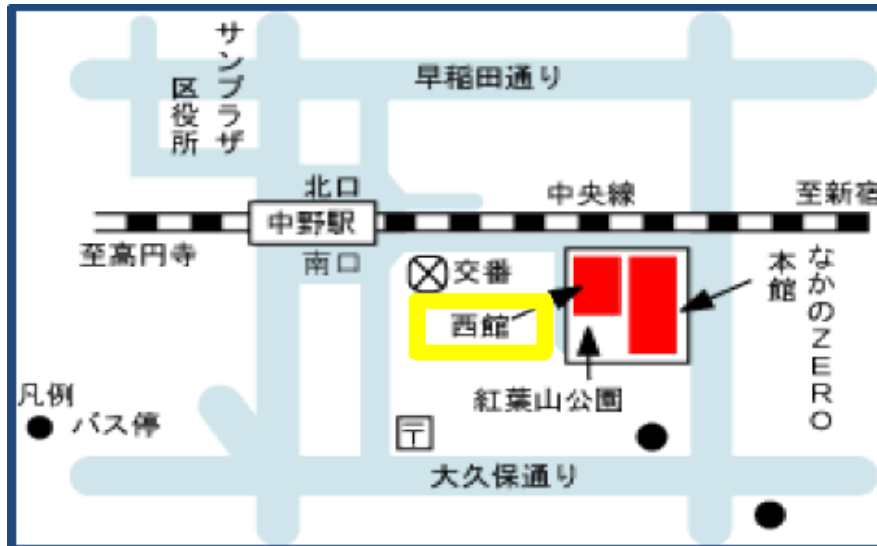 サンプラザ
区役所
早稲田通り
北口
中央線
至新宿
中野駅
至高円寺
南口
交番
西館
なかのZERO
本館
紅葉山公園
凡例
バス停
〒
大久保通り